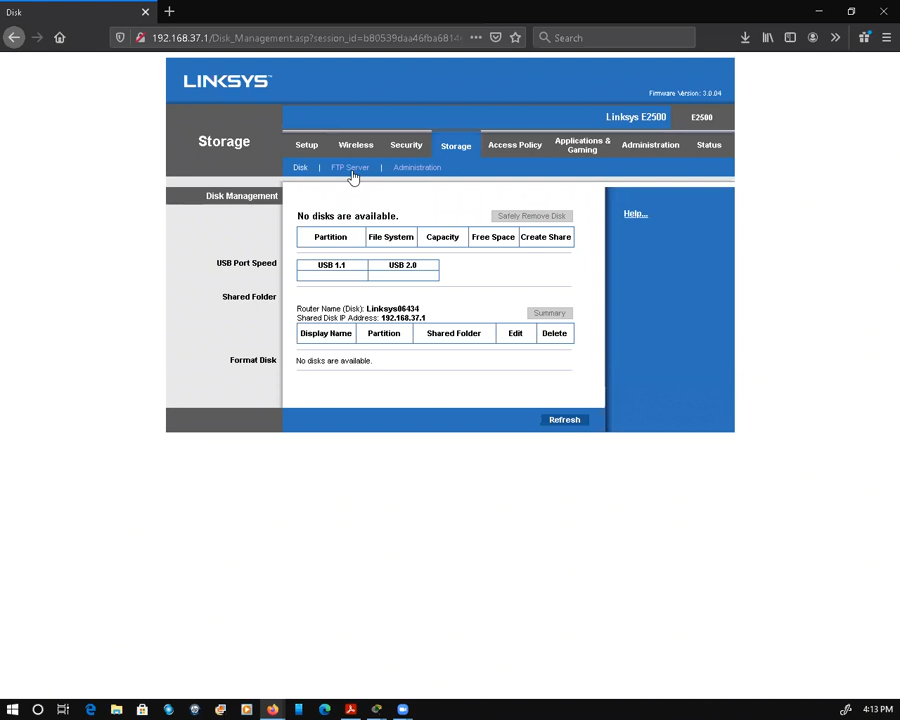 Disk
192.168.37.1/Disk_Management.asp?session_id=b80539daa46fba6814
Search
LINKSYS™
Firmware Version: 3.0.04
Linksys E2500
E2500
Storage
Setup
Wireless
Security
Storage
Access Policy
Applications & Gaming
Administration
Status
Disk | FTP Server | Administration
Disk Management
No disks are available.
Safely Remove Disk
Help...
Partition File System Capacity Free Space Create Share
USB Port Speed
USB 1.1 USB 2.0
Shared Folder
Router Name (Disk): Linksys06434
Shared Disk IP Address: 192.168.37.1
Summary
Display Name Partition Shared Folder Edit Delete
Format Disk
No disks are available.
Refresh
4:13 PM